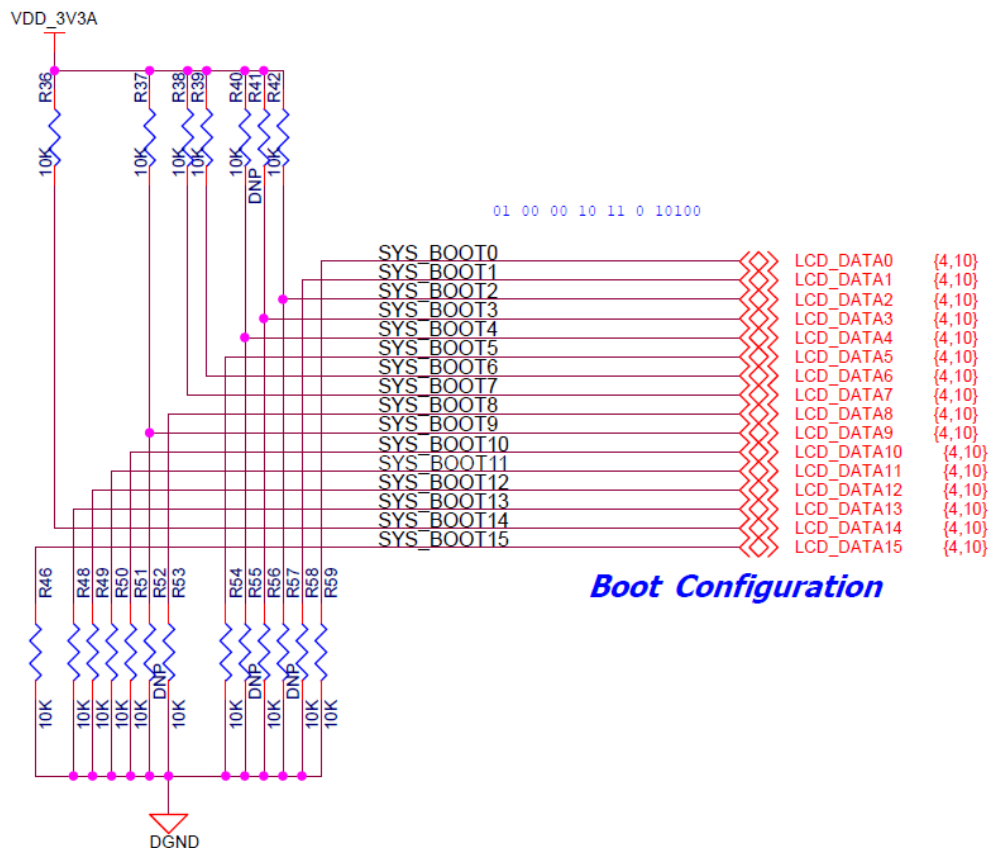 VDD_3V3A
R36 R37 R38 R39 R40 R41 R42
10K 10K 10K 10K 10K DNP 10K
01 00 00 10 11 0 10100
SYS_BOOT0 LCD_DATA0 {4,10}
SYS_BOOT1 LCD_DATA1 {4,10}
SYS_BOOT2 LCD_DATA2 {4,10}
SYS_BOOT3 LCD_DATA3 {4,10}
SYS_BOOT4 LCD_DATA4 {4,10}
SYS_BOOT5 LCD_DATA5 {4,10}
SYS_BOOT6 LCD_DATA6 {4,10}
SYS_BOOT7 LCD_DATA7 {4,10}
SYS_BOOT8 LCD_DATA8 {4,10}
SYS_BOOT9 LCD_DATA9 {4,10}
SYS_BOOT10 LCD_DATA10 {4,10}
SYS_BOOT11 LCD_DATA11 {4,10}
SYS_BOOT12 LCD_DATA12 {4,10}
SYS_BOOT13 LCD_DATA13 {4,10}
SYS_BOOT14 LCD_DATA14 {4,10}
SYS_BOOT15 LCD_DATA15 {4,10}
R46 R48 R49 R50 R51 R52 R53 R54 R55 R56 R57 R58 R59
Boot Configuration
DNP DNP DNP
10K 10K 10K 10K 10K 10K 10K 10K 10K 10K
DGND